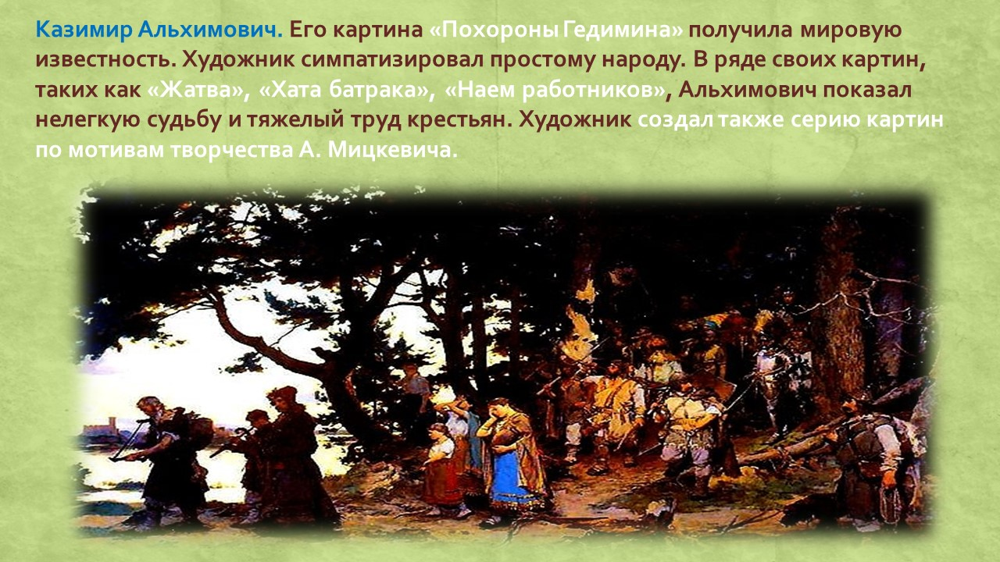 Казимир Альхимович. Его картина «Похороны Гедимина» получила мировую
известность. Художник симпатизировал простому народу. В ряде своих картин,
таких как «Жатва», «Хата батрака», «Наем работников», Альхимович показал
нелегкую судьбу и тяжелый труд крестьян. Художник создал также серию картин
по мотивам творчества А. Мицкевича.